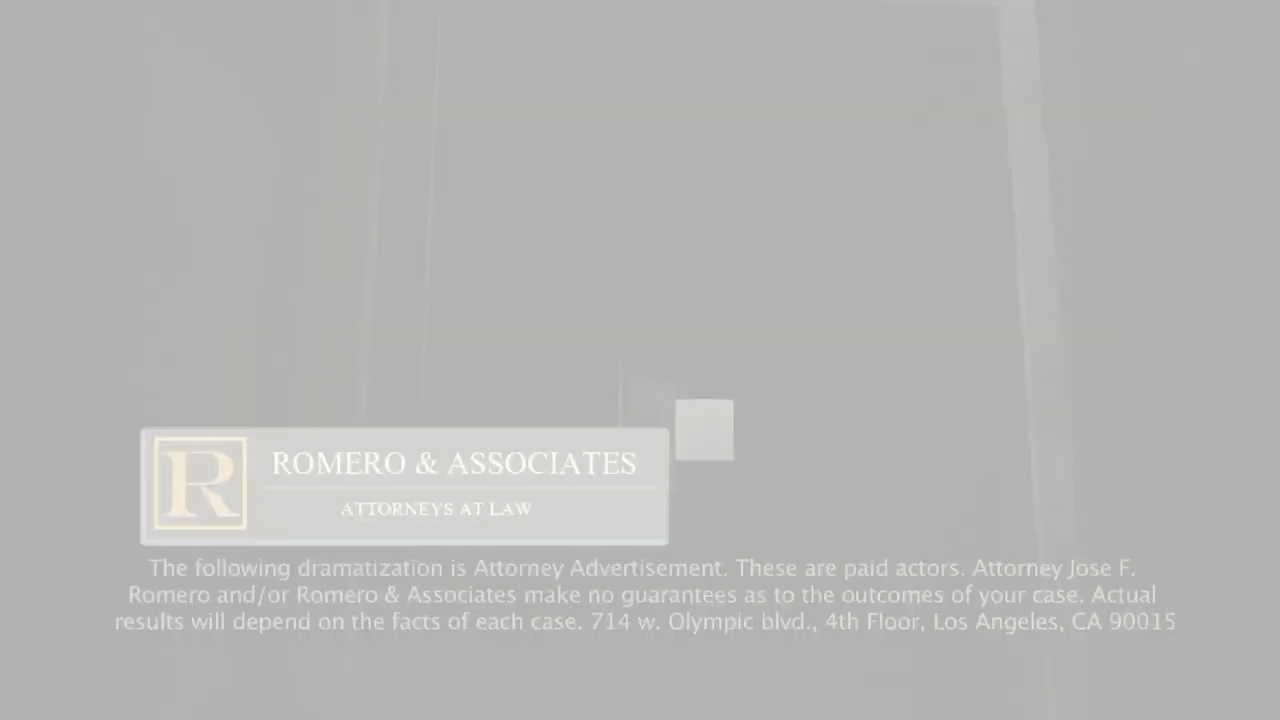 R
ROMERO & ASSOCIATES
ATTORNEYS AT LAW
The following dramatization is Attorney Advertisement. These are paid actors. Attorney Jose F.
Romero and/or Romero & Associates make no guarantees as to the outcomes of your case. Actual
results will depend on the facts of each case. 714 w. Olympic blvd., 4th Floor, Los Angeles, CA 90015